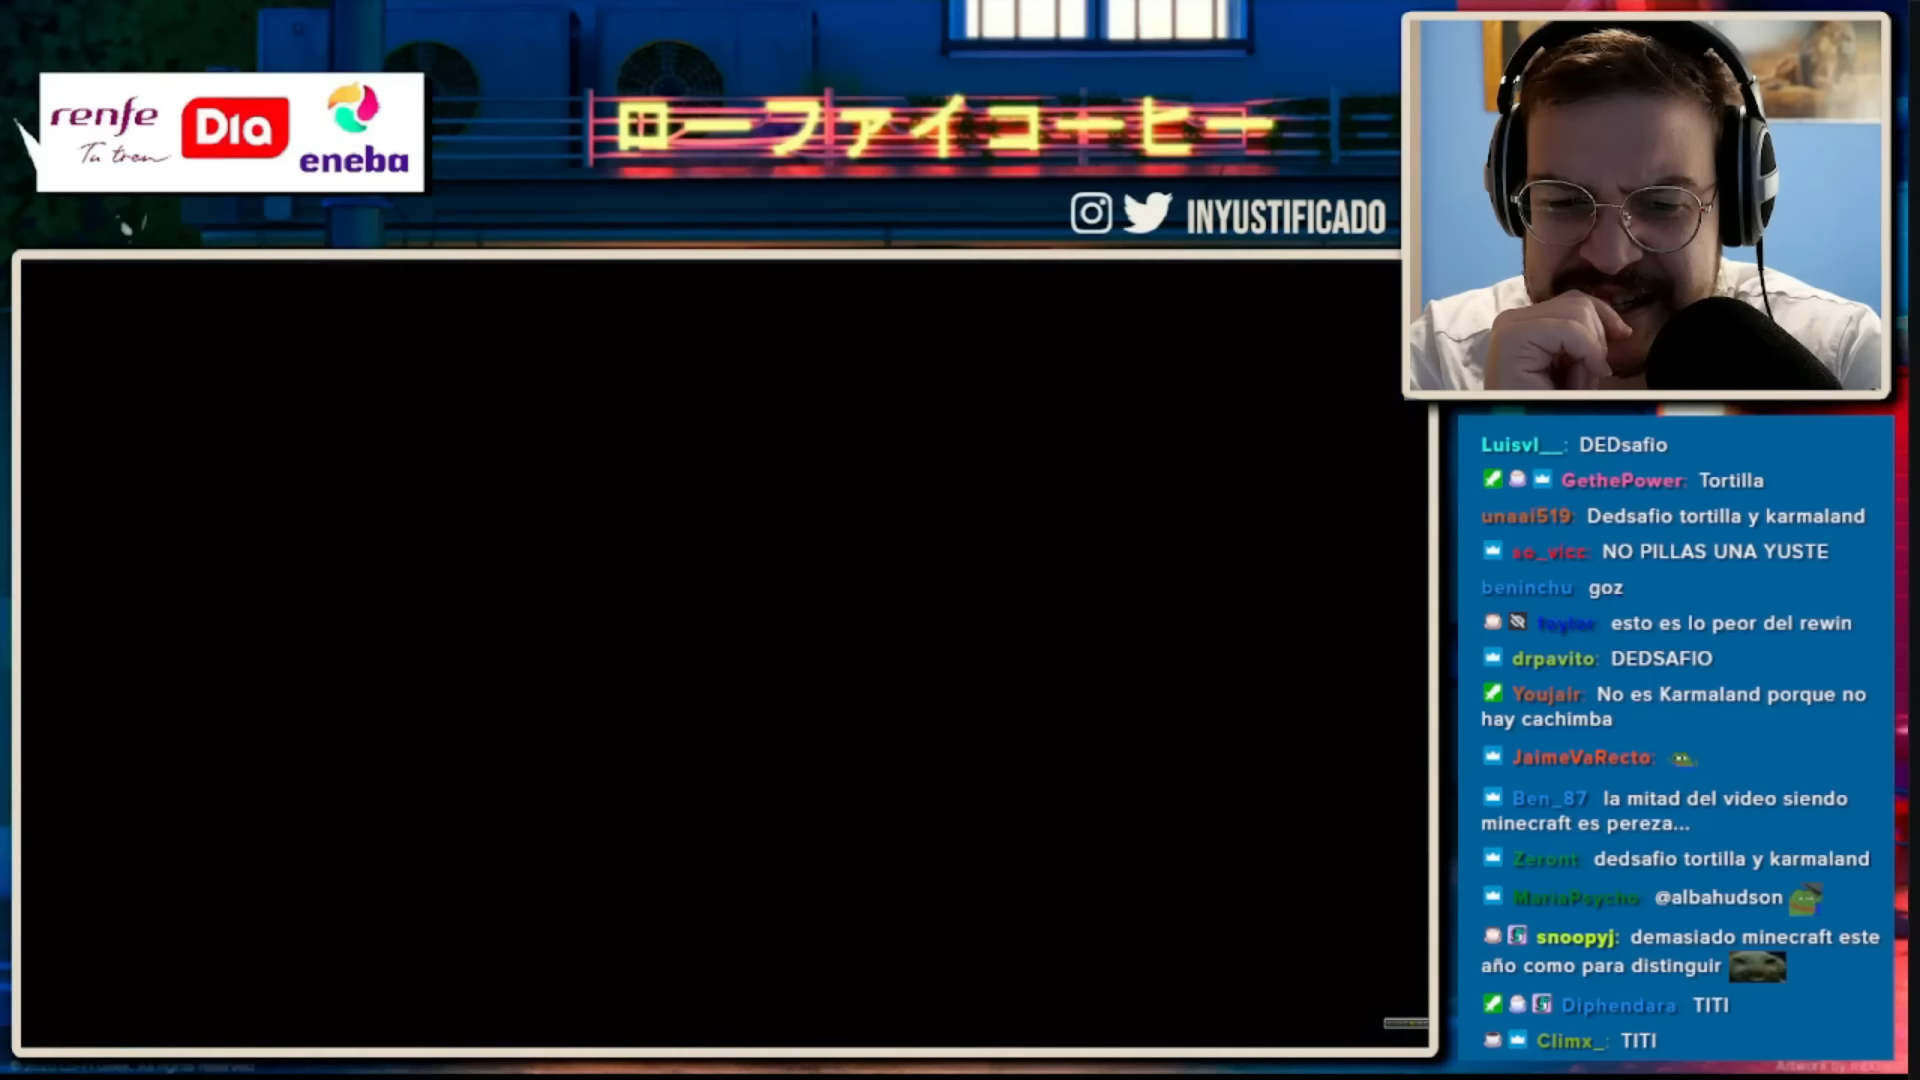 renfe
Tu tren
Dia
eneba
ローファイコーヒー
INYUSTIFICADO
Luisvl__: DEDsafio
GethePower: Tortilla
unaai519: Dedsafio tortilla y karmaland
so_vicc: NO PILLAS UNA YUSTE
beninchu: goz
esto es lo peor del rewin
drpavito: DEDSAFIO
Youjair: No es Karmaland porque no
hay cachimba
JaimeVaRecto:
Ben_87: la mitad del video siendo
minecraft es pereza...
Zeront: dedsafio tortilla y karmaland
MariaPsycho: @albahudson
snoopyj: demasiado minecraft este
año como para distinguir
Diphendara: TITI
Climx_: TITI